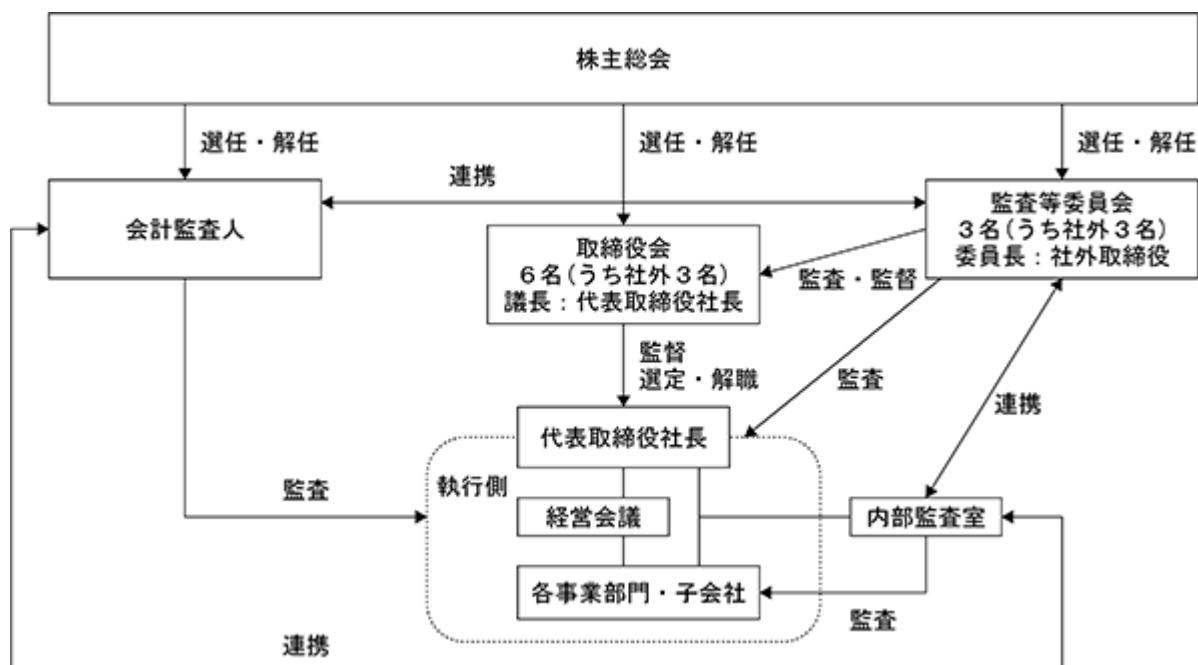 株主総会
選任・解任
選任・解任
選任・解任
連携
会計監査人
監査等委員会
3名(うち社外3名)
委員長：社外取締役
取締役会
6名(うち社外3名)
議長：代表取締役社長
監査・監督
監督
選定・解職
監査
連携
代表取締役社長
執行側
監査
経営会議
内部監査室
各事業部門・子会社
監査
連携